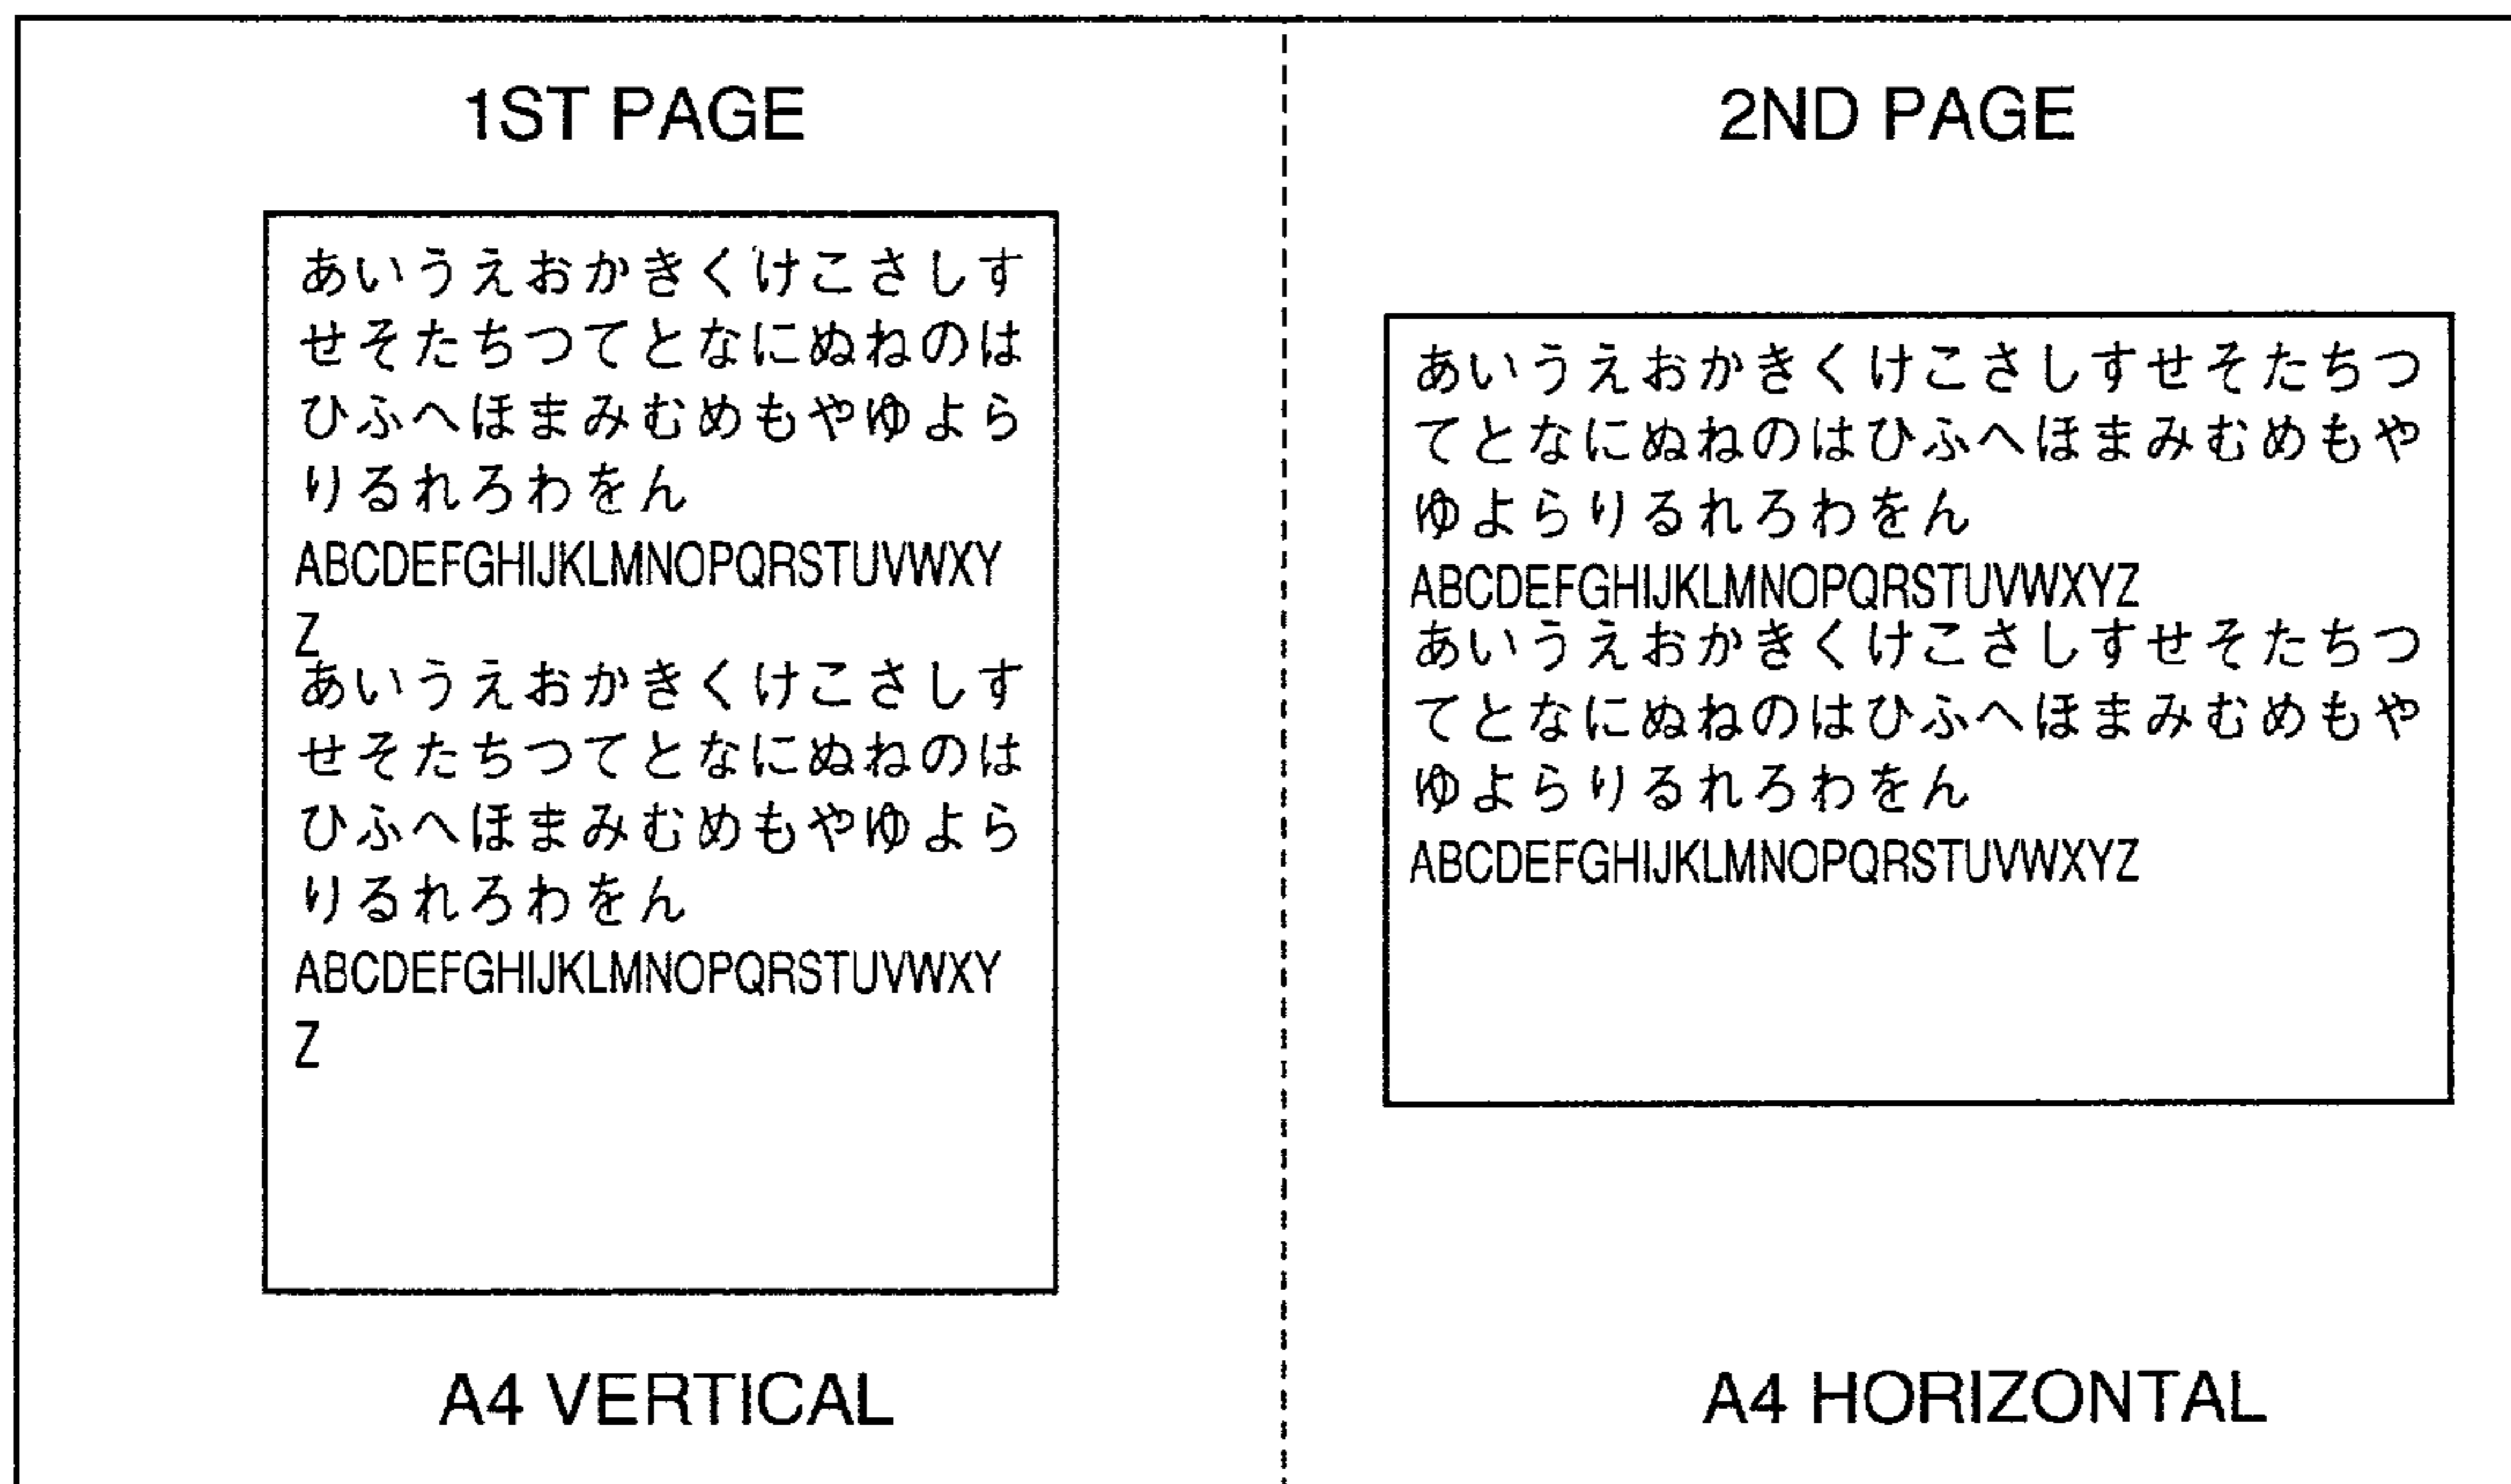 1ST PAGE
あいうえおかきくけこさしす
せそたちつてとなにぬねのは
ひふへほまみむめもやゆよら
りるれろわをん
ABCDEFGHIJKLMNOPQRSTUVWXY
Z
あいうえおかきくけこさしす
せそたちつてとなにぬねのは
ひふへほまみむめもやゆよら
りるれろわをん
ABCDEFGHIJKLMNOPQRSTUVWXY
Z
A4 VERTICAL
2ND PAGE
あいうえおかきくけこさしすせそたちつ
てとなにぬねのはひふへほまみむめもや
ゆよらりるれろわをん
ABCDEFGHIJKLMNOPQRSTUVWXYZ
あいうえおかきくけこさしすせそたちつ
てとなにぬねのはひふへほまみむめもや
ゆよらりるれろわをん
ABCDEFGHIJKLMNOPQRSTUVWXYZ
A4 HORIZONTAL